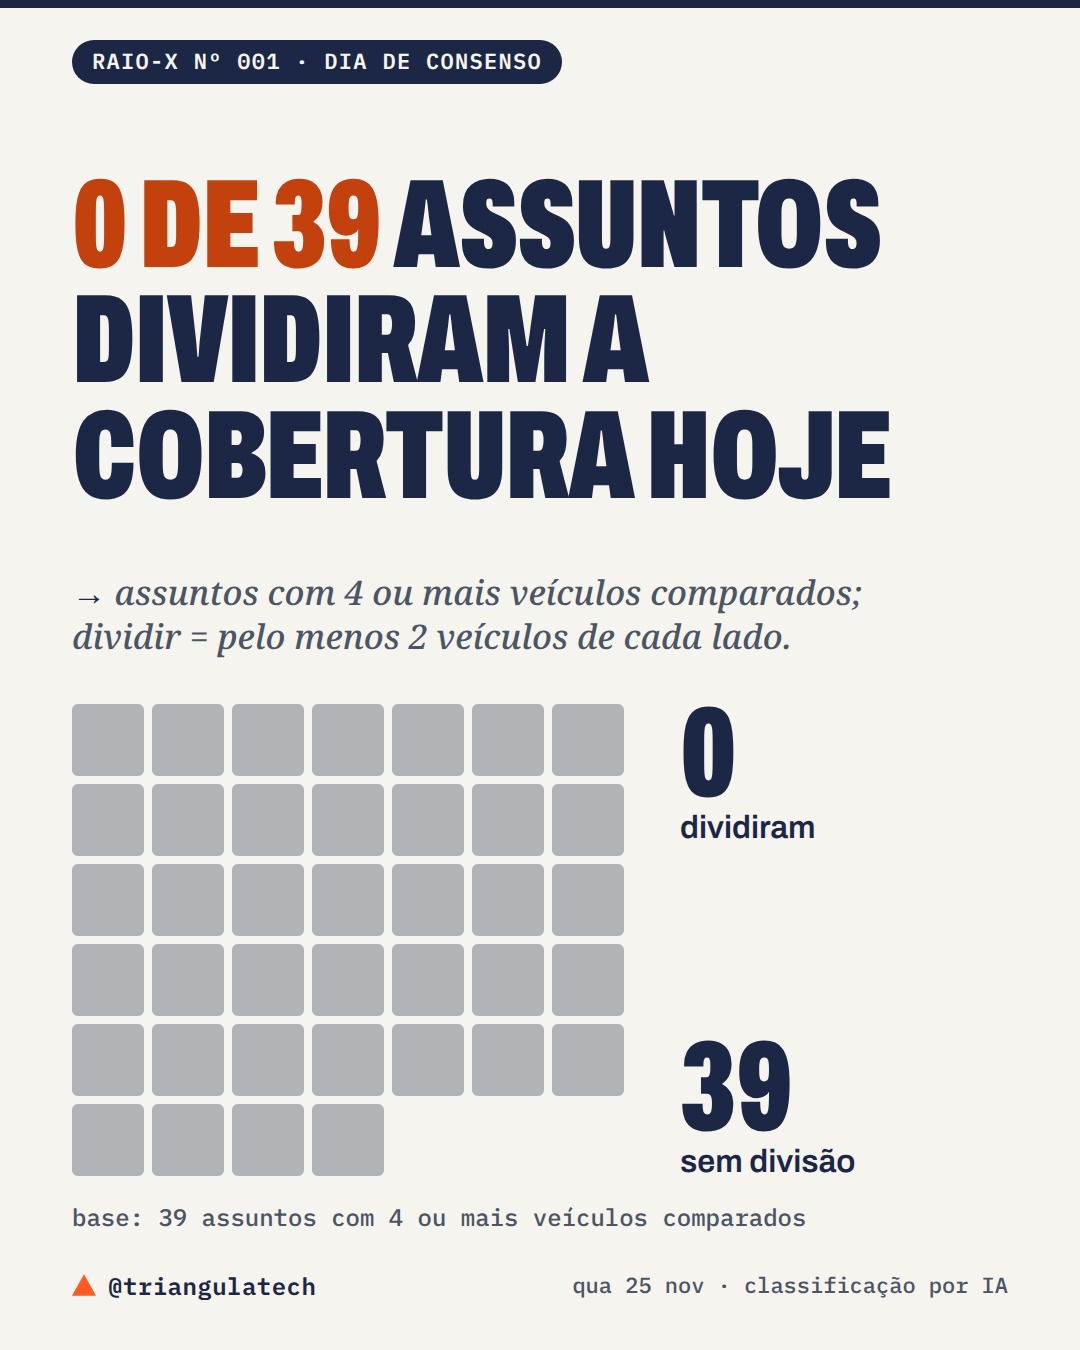 RAIO-X Nº 001 · DIA DE CONSENSO
0 DE 39 ASSUNTOS
DIVIDIRAM A
COBERTURA HOJE
→ assuntos com 4 ou mais veículos comparados;
dividir = pelo menos 2 veículos de cada lado.
0
dividiram
39
sem divisão
base: 39 assuntos com 4 ou mais veículos comparados
@triangulatech
qua 25 nov · classificação por IA